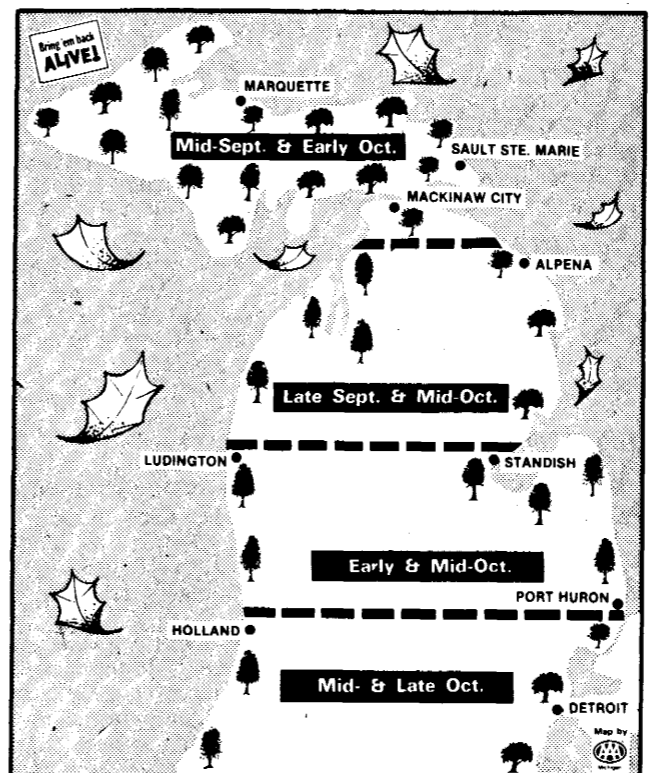 Bring 'em back
ALIVE!
MARQUETTE
Mid-Sept. & Early Oct.
SAULT STE. MARIE
MACKINAW CITY
ALPENA
Late Sept. & Mid-Oct.
LUDINGTON
STANDISH
Early & Mid-Oct.
PORT HURON
HOLLAND
Mid- & Late Oct.
DETROIT
Map by
AAA
Michigan